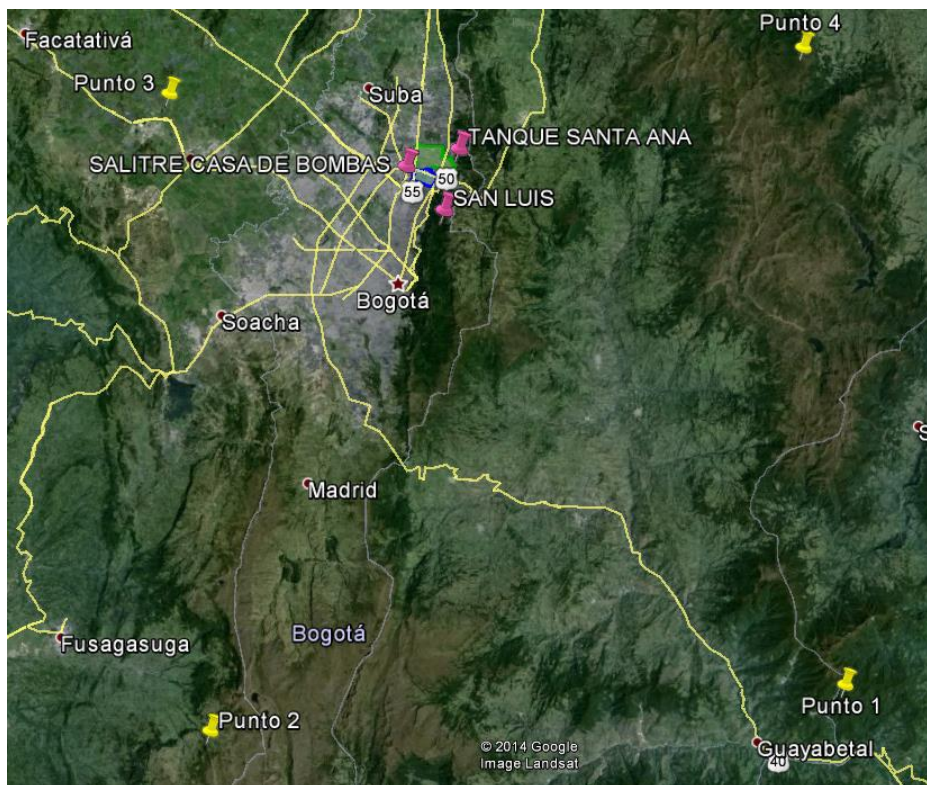 Punto 4
Facatativá
Punto 3
Suba
TANQUE SANTA ANA
SALITRE CASA DE BOMBAS
50
55
SAN LUIS
Bogotá
Soacha
Madrid
Bogotá
Fusagasuga
Punto 1
Punto 2
© 2014 Google
Image Landsat
Guayabetal
40